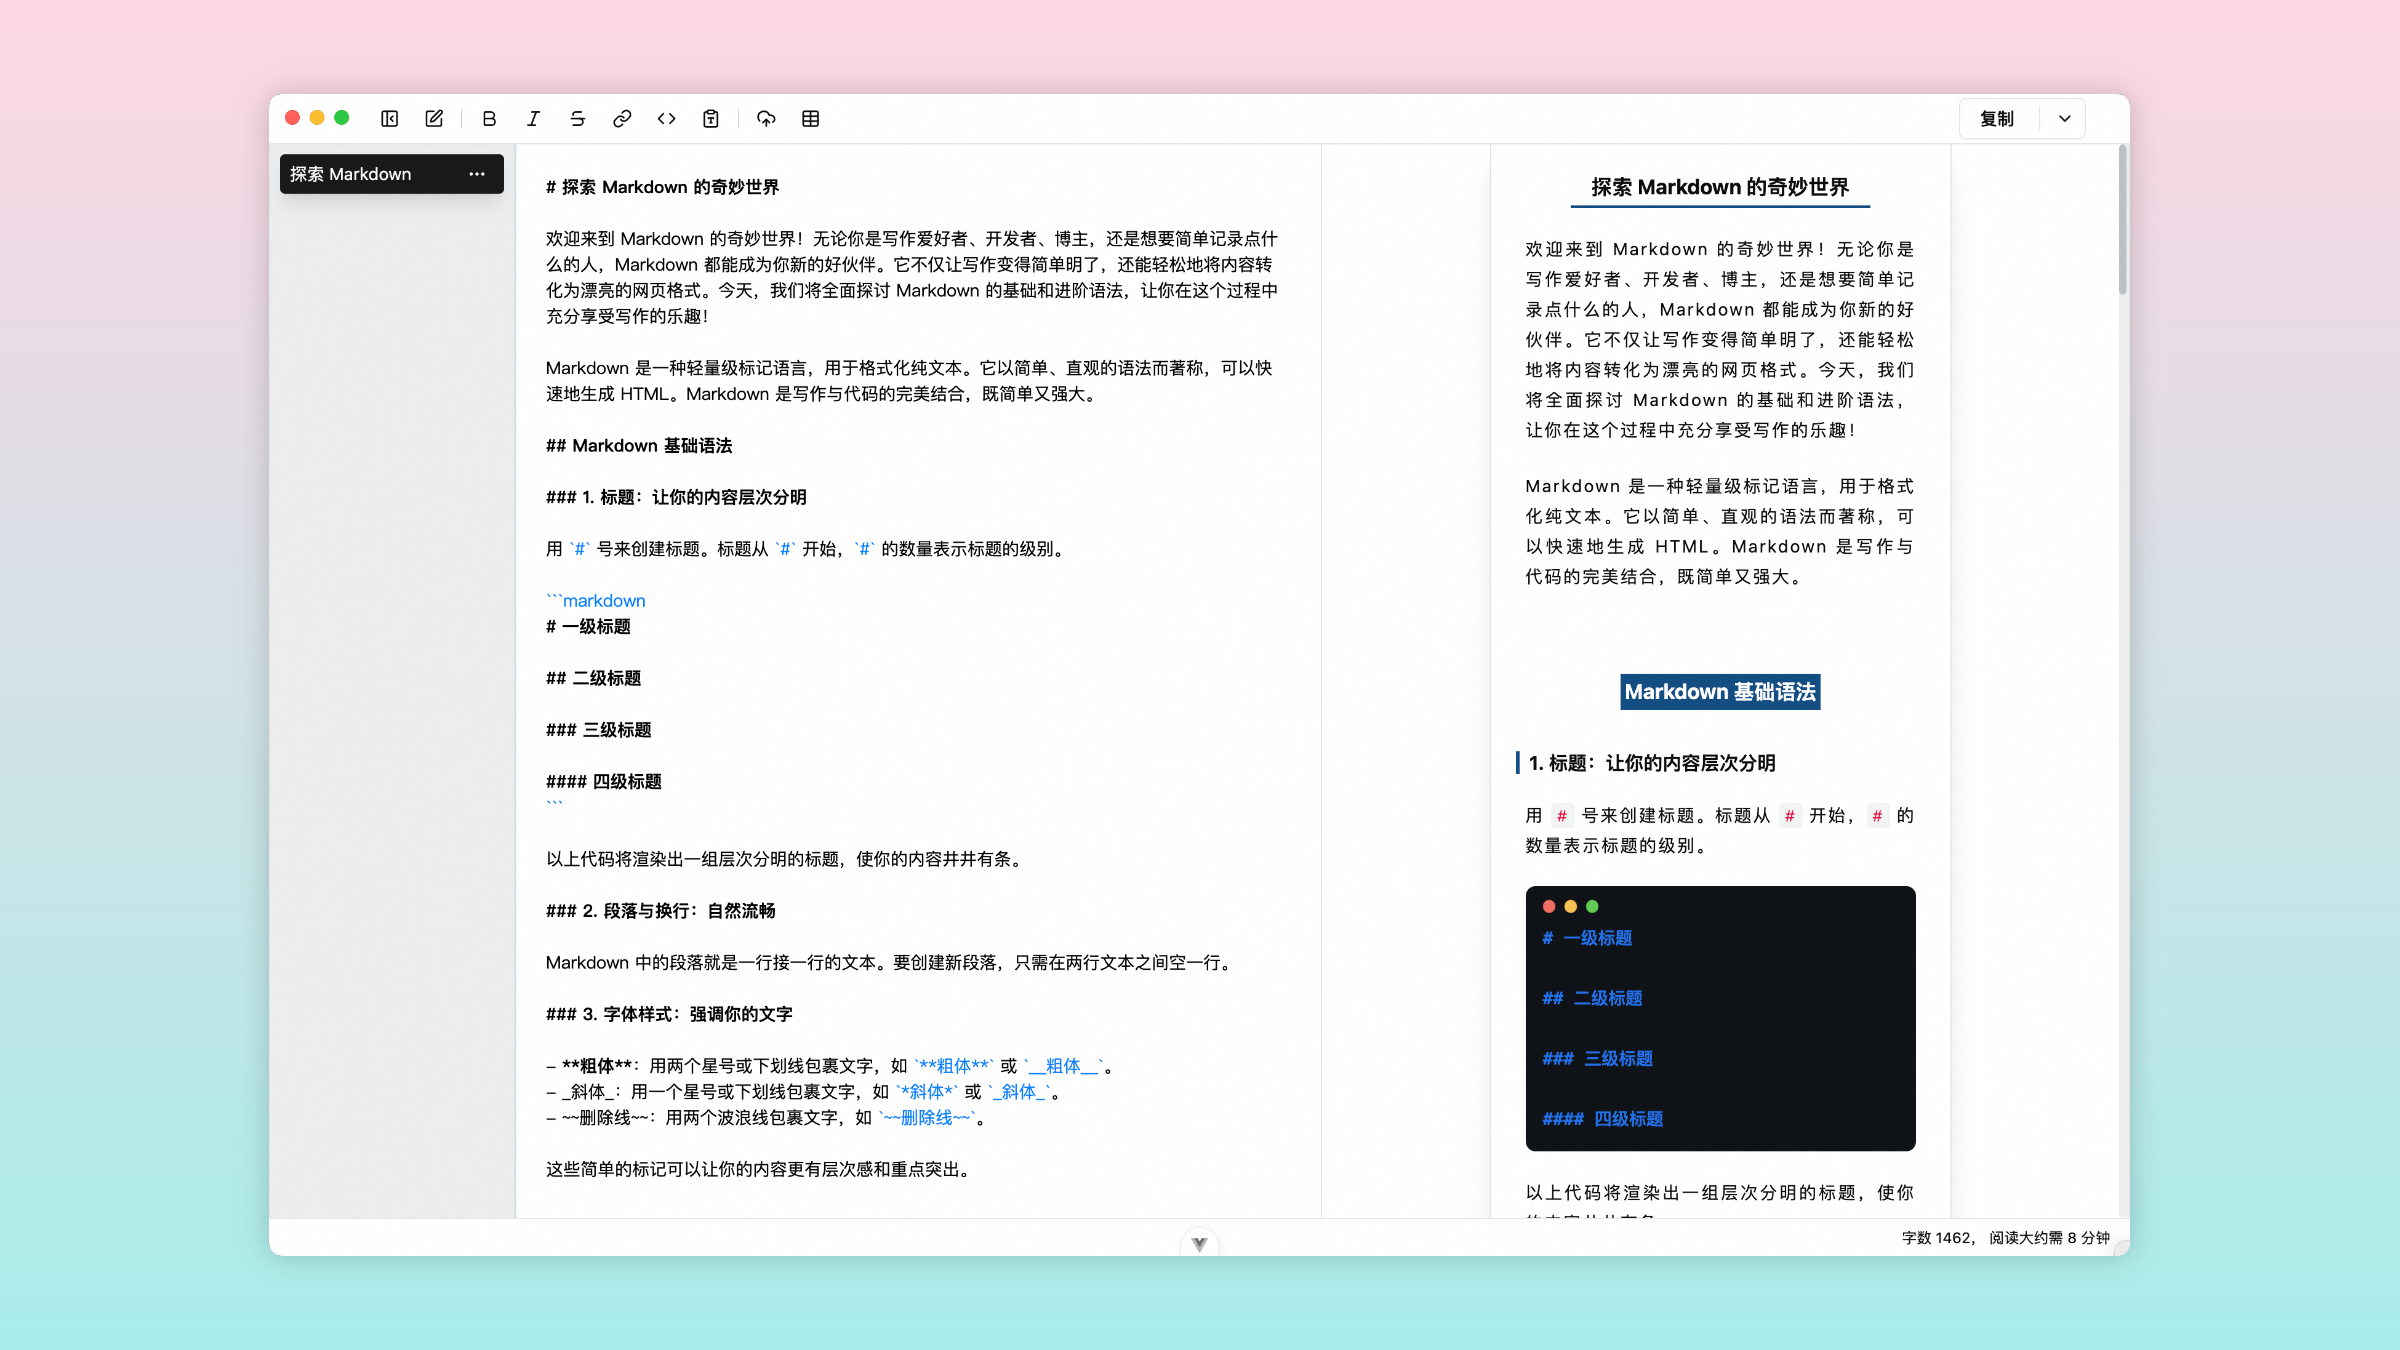 复制
探索 Markdown
# 探索 Markdown 的奇妙世界
欢迎来到 Markdown 的奇妙世界！无论你是写作爱好者、开发者、博主，还是想要简单记录点什
么的人，Markdown 都能成为你新的好伙伴。它不仅让写作变得简单明了，还能轻松地将内容转
化为漂亮的网页格式。今天，我们将全面探讨 Markdown 的基础和进阶语法，让你在这个过程中
充分享受写作的乐趣！
Markdown 是一种轻量级标记语言，用于格式化纯文本。它以简单、直观的语法而著称，可以快
速地生成 HTML。Markdown 是写作与代码的完美结合，既简单又强大。
## Markdown 基础语法
### 1. 标题：让你的内容层次分明
用 `#` 号来创建标题。标题从 `#` 开始，`#` 的数量表示标题的级别。
```markdown
# 一级标题
## 二级标题
### 三级标题
#### 四级标题
```
以上代码将渲染出一组层次分明的标题，使你的内容井井有条。
### 2. 段落与换行：自然流畅
Markdown 中的段落就是一行接一行的文本。要创建新段落，只需在两行文本之间空一行。
### 3. 字体样式：强调你的文字
- **粗体**：用两个星号或下划线包裹文字，如 `**粗体**` 或 `__粗体__`。
- _斜体_：用一个星号或下划线包裹文字，如 `*斜体*` 或 `_斜体_`。
- ~~删除线~~：用两个波浪线包裹文字，如 `~~删除线~~`。
这些简单的标记可以让你的内容更有层次感和重点突出。
探索 Markdown 的奇妙世界
欢迎来到 Markdown 的奇妙世界！无论你是
写作爱好者、开发者、博主，还是想要简单记
录点什么的人，Markdown 都能成为你新的好
伙伴。它不仅让写作变得简单明了，还能轻松
地将内容转化为漂亮的网页格式。今天，我们
将全面探讨 Markdown 的基础和进阶语法，
让你在这个过程中充分享受写作的乐趣！
Markdown 是一种轻量级标记语言，用于格式
化纯文本。它以简单、直观的语法而著称，可
以快速地生成 HTML。Markdown 是写作与
代码的完美结合，既简单又强大。
Markdown 基础语法
1. 标题：让你的内容层次分明
用 # 号来创建标题。标题从 # 开始，# 的
数量表示标题的级别。
# 一级标题
## 二级标题
### 三级标题
#### 四级标题
以上代码将渲染出一组层次分明的标题，使你
字数 1462， 阅读大约需 8 分钟